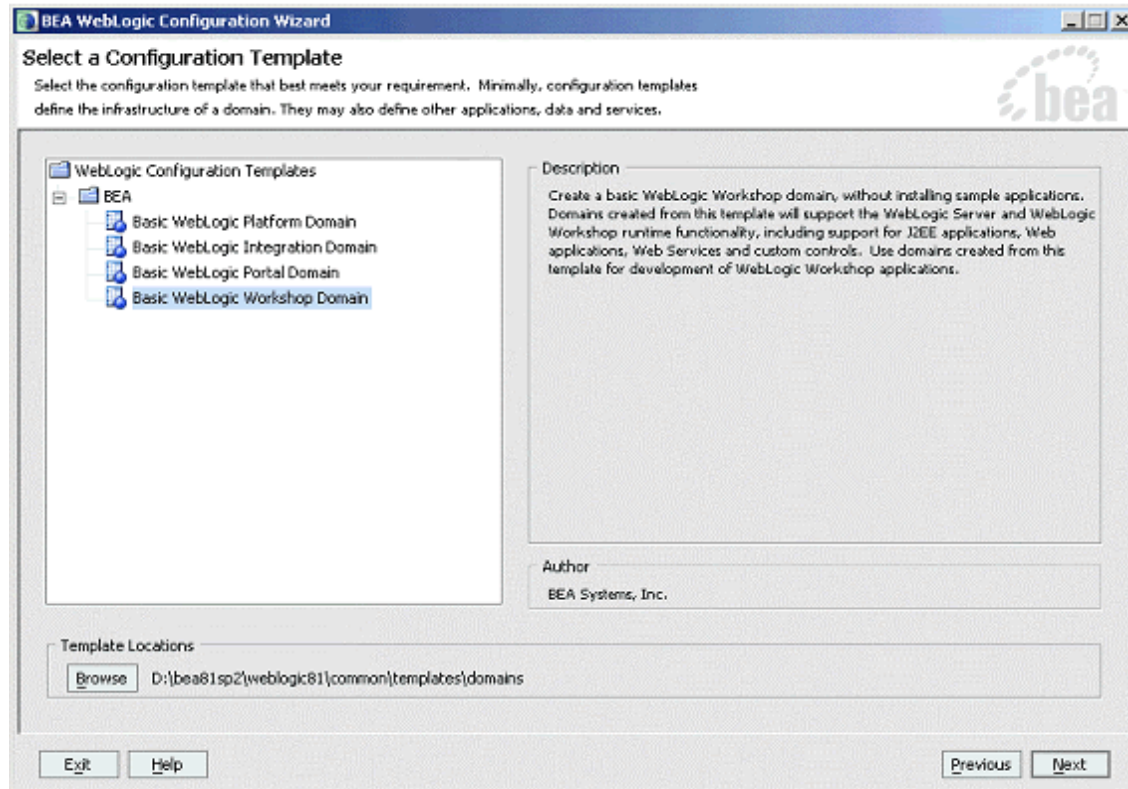 BEA WebLogic Configuration Wizard
Select a Configuration Template
Select the configuration template that best meets your requirement. Minimally, configuration templates
define the infrastructure of a domain. They may also define other applications, data and services.
bea
WebLogic Configuration Templates
BEA
Basic WebLogic Platform Domain
Basic WebLogic Integration Domain
Basic WebLogic Portal Domain
Basic WebLogic Workshop Domain
Description
Create a basic WebLogic Workshop domain, without installing sample applications.
Domains created from this template will support the WebLogic Server and WebLogic
Workshop runtime functionality, including support for J2EE applications, Web
applications, Web Services and custom controls. Use domains created from this
template for development of WebLogic Workshop applications.
Author
BEA Systems, Inc.
Template Locations
Browse D:\bea81sp2\weblogic81\common\templates\domains
Exit Help Previous Next